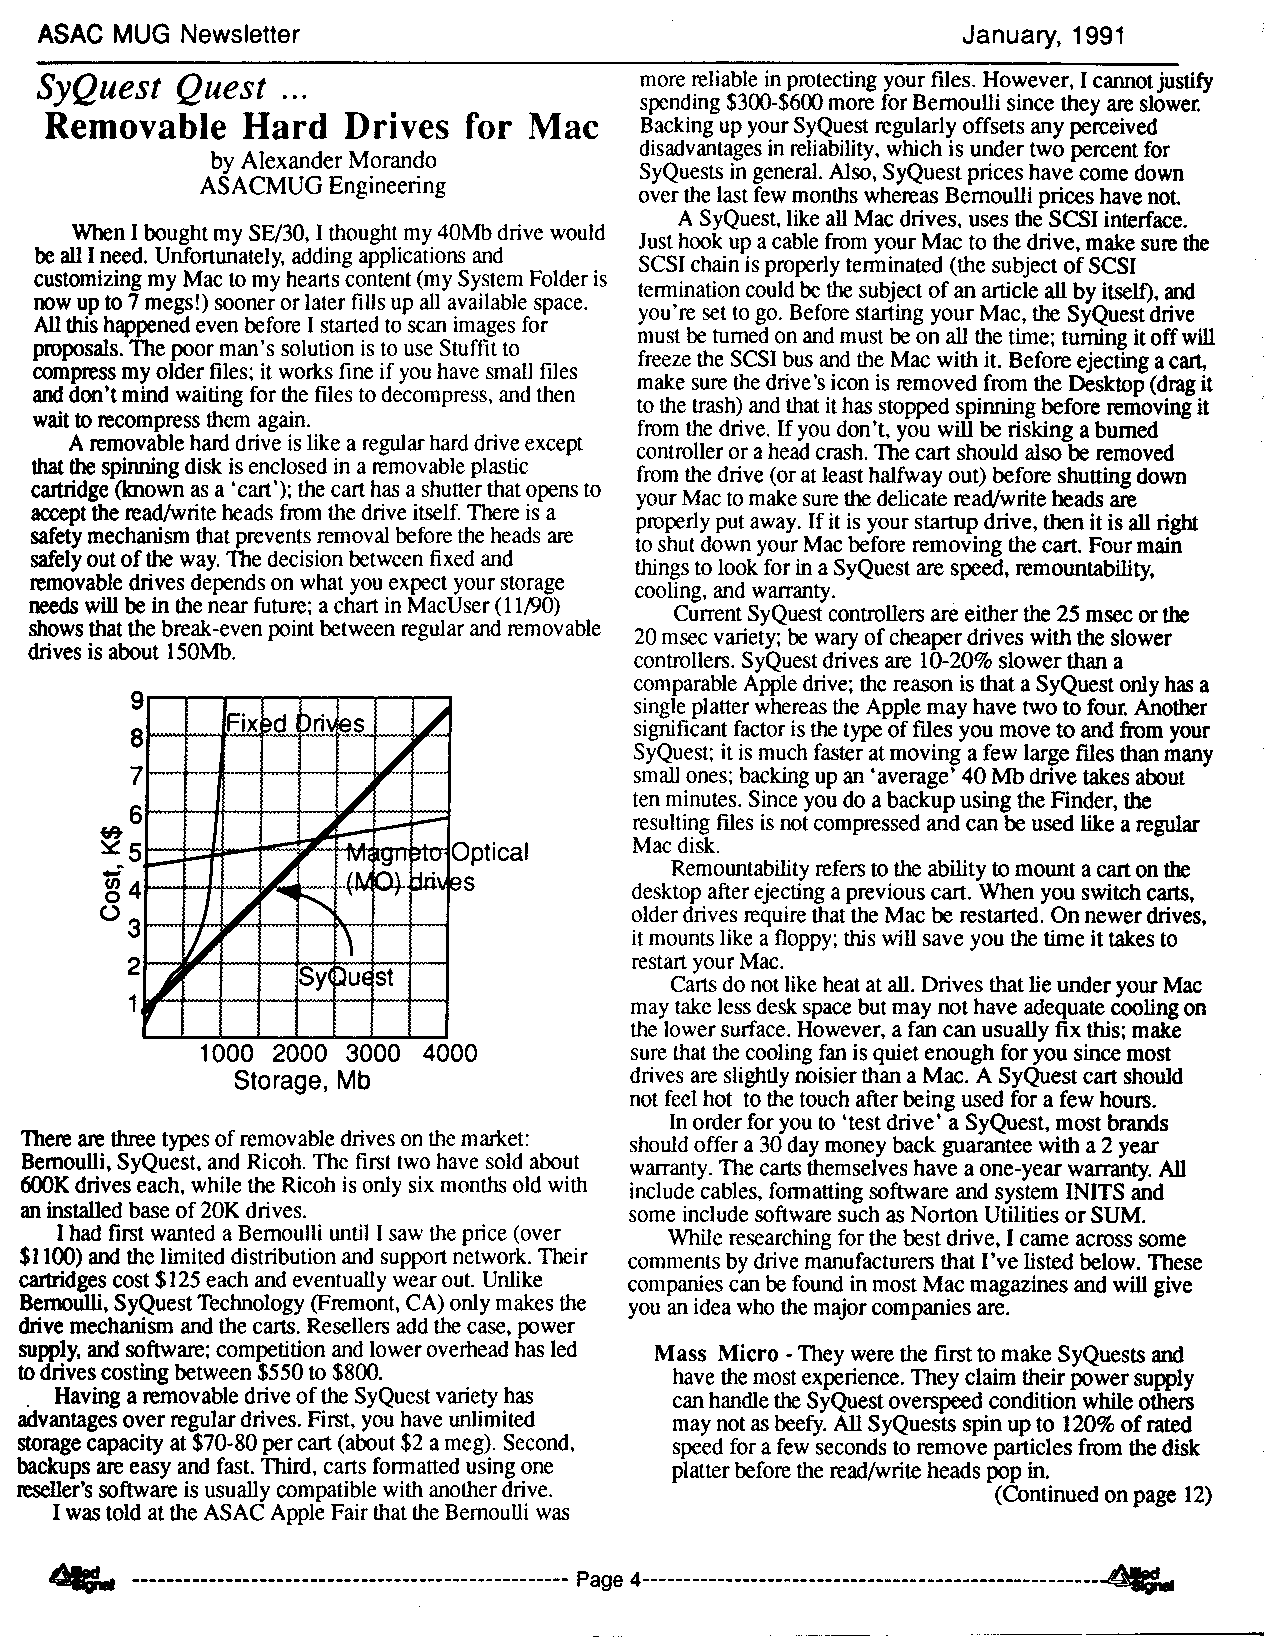 ASAC MUG Newsletter
January, 1991
SyQuest Quest ...
Removable Hard Drives for Mac
by Alexander Morando
ASACMUG Engineering
When I bought my SE/30, I thought my 40Mb drive would
be all I need. Unfortunately, adding applications and
customizing my Mac to my hearts content (my System Folder is
now up to 7 megs!) sooner or later fills up all available space.
All this happened even before I started to scan images for
proposals. The poor man's solution is to use Stuffit to
compress my older files; it works fine if you have small files
and don't mind waiting for the files to decompress, and then
wait to recompress them again.
A removable hard drive is like a regular hard drive except
that the spinning disk is enclosed in a removable plastic
cartridge (known as a 'cart'); the cart has a shutter that opens to
accept the read/write heads from the drive itself. There is a
safety mechanism that prevents removal before the heads are
safely out of the way. The decision between fixed and
removable drives depends on what you expect your storage
needs will be in the near future; a chart in MacUser (11/90)
shows that the break-even point between regular and removable
drives is about 150Mb.
9
8
7
6
5
4
3
2
1
Cost, K$
Fixed Drives
Magneto Optical
(MO) drives
SyQuest
1000 2000 3000 4000
Storage, Mb
There are three types of removable drives on the market:
Bernoulli, SyQuest, and Ricoh. The first two have sold about
600K drives each, while the Ricoh is only six months old with
an installed base of 20K drives.
I had first wanted a Bernoulli until I saw the price (over
$1100) and the limited distribution and support network. Their
cartridges cost $125 each and eventually wear out. Unlike
Bernoulli, SyQuest Technology (Fremont, CA) only makes the
drive mechanism and the carts. Resellers add the case, power
supply, and software; competition and lower overhead has led
to drives costing between $550 to $800.
Having a removable drive of the SyQuest variety has
advantages over regular drives. First, you have unlimited
storage capacity at $70-80 per cart (about $2 a meg). Second,
backups are easy and fast. Third, carts formatted using one
reseller's software is usually compatible with another drive.
I was told at the ASAC Apple Fair that the Bernoulli was
more reliable in protecting your files. However, I cannot justify
spending $300-$600 more for Bernoulli since they are slower.
Backing up your SyQuest regularly offsets any perceived
disadvantages in reliability, which is under two percent for
SyQuests in general. Also, SyQuest prices have come down
over the last few months whereas Bernoulli prices have not.
A SyQuest, like all Mac drives, uses the SCSI interface.
Just hook up a cable from your Mac to the drive, make sure the
SCSI chain is properly terminated (the subject of SCSI
termination could be the subject of an article all by itself), and
you're set to go. Before starting your Mac, the SyQuest drive
must be turned on and must be on all the time; turning it off will
freeze the SCSI bus and the Mac with it. Before ejecting a cart,
make sure the drive's icon is removed from the Desktop (drag it
to the trash) and that it has stopped spinning before removing it
from the drive. If you don't, you will be risking a burned
controller or a head crash. The cart should also be removed
from the drive (or at least halfway out) before shutting down
your Mac to make sure the delicate read/write heads are
properly put away. If it is your startup drive, then it is all right
to shut down your Mac before removing the cart. Four main
things to look for in a SyQuest are speed, remountability,
cooling, and warranty.
Current SyQuest controllers are either the 25 msec or the
20 msec variety; be wary of cheaper drives with the slower
controllers. SyQuest drives are 10-20% slower than a
comparable Apple drive; the reason is that a SyQuest only has a
single platter whereas the Apple may have two to four. Another
significant factor is the type of files you move to and from your
SyQuest; it is much faster at moving a few large files than many
small ones; backing up an 'average' 40 Mb drive takes about
ten minutes. Since you do a backup using the Finder, the
resulting files is not compressed and can be used like a regular
Mac disk.
Remountability refers to the ability to mount a cart on the
desktop after ejecting a previous cart. When you switch carts,
older drives require that the Mac be restarted. On newer drives,
it mounts like a floppy; this will save you the time it takes to
restart your Mac.
Carts do not like heat at all. Drives that lie under your Mac
may take less desk space but may not have adequate cooling on
the lower surface. However, a fan can usually fix this; make
sure that the cooling fan is quiet enough for you since most
drives are slightly noisier than a Mac. A SyQuest cart should
not feel hot to the touch after being used for a few hours.
In order for you to 'test drive' a SyQuest, most brands
should offer a 30 day money back guarantee with a 2 year
warranty. The carts themselves have a one-year warranty. All
include cables, formatting software and system INITS and
some include software such as Norton Utilities or SUM.
While researching for the best drive, I came across some
comments by drive manufacturers that I've listed below. These
companies can be found in most Mac magazines and will give
you an idea who the major companies are.
Mass Micro - They were the first to make SyQuests and
have the most experience. They claim their power supply
can handle the SyQuest overspeed condition while others
may not as beefy. All SyQuests spin up to 120% of rated
speed for a few seconds to remove particles from the disk
platter before the read/write heads pop in.
(Continued on page 12)
Allied Signal
Page 4
Allied Signal